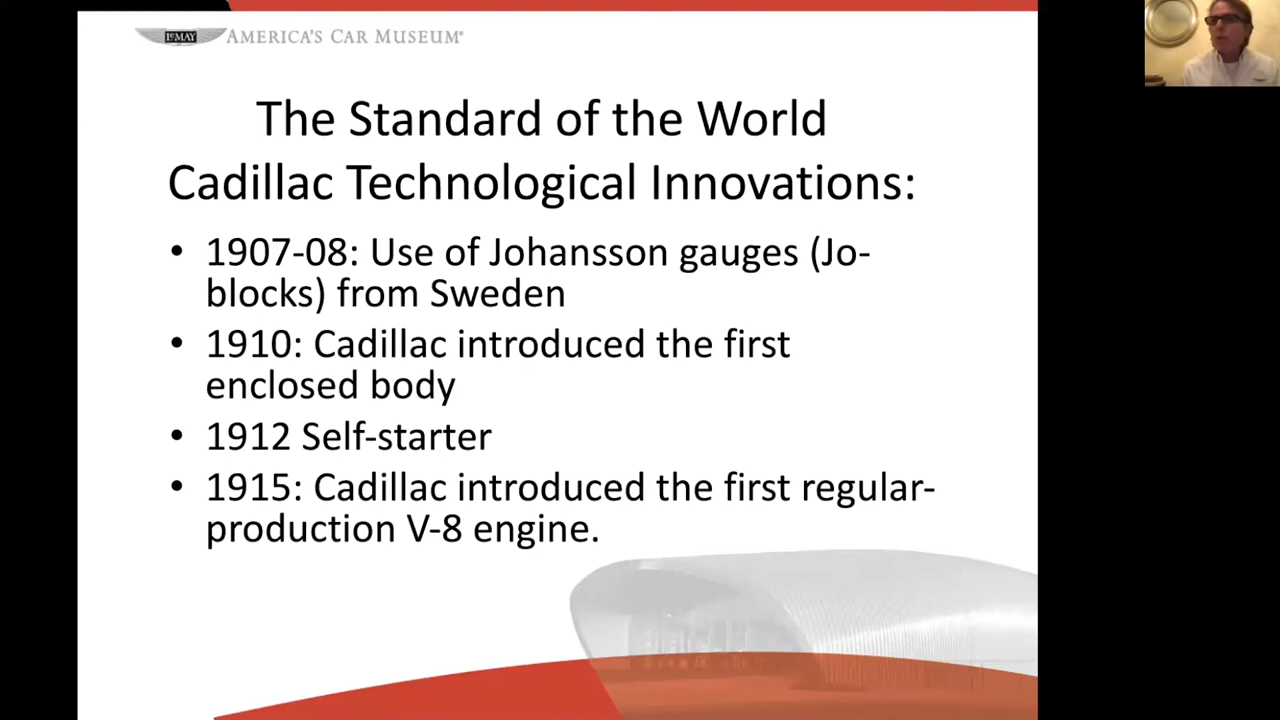 LeMAY AMERICA'S CAR MUSEUM®
The Standard of the World
Cadillac Technological Innovations:
• 1907-08: Use of Johansson gauges (Jo-
blocks) from Sweden
• 1910: Cadillac introduced the first
enclosed body
• 1912 Self-starter
• 1915: Cadillac introduced the first regular-
production V-8 engine.